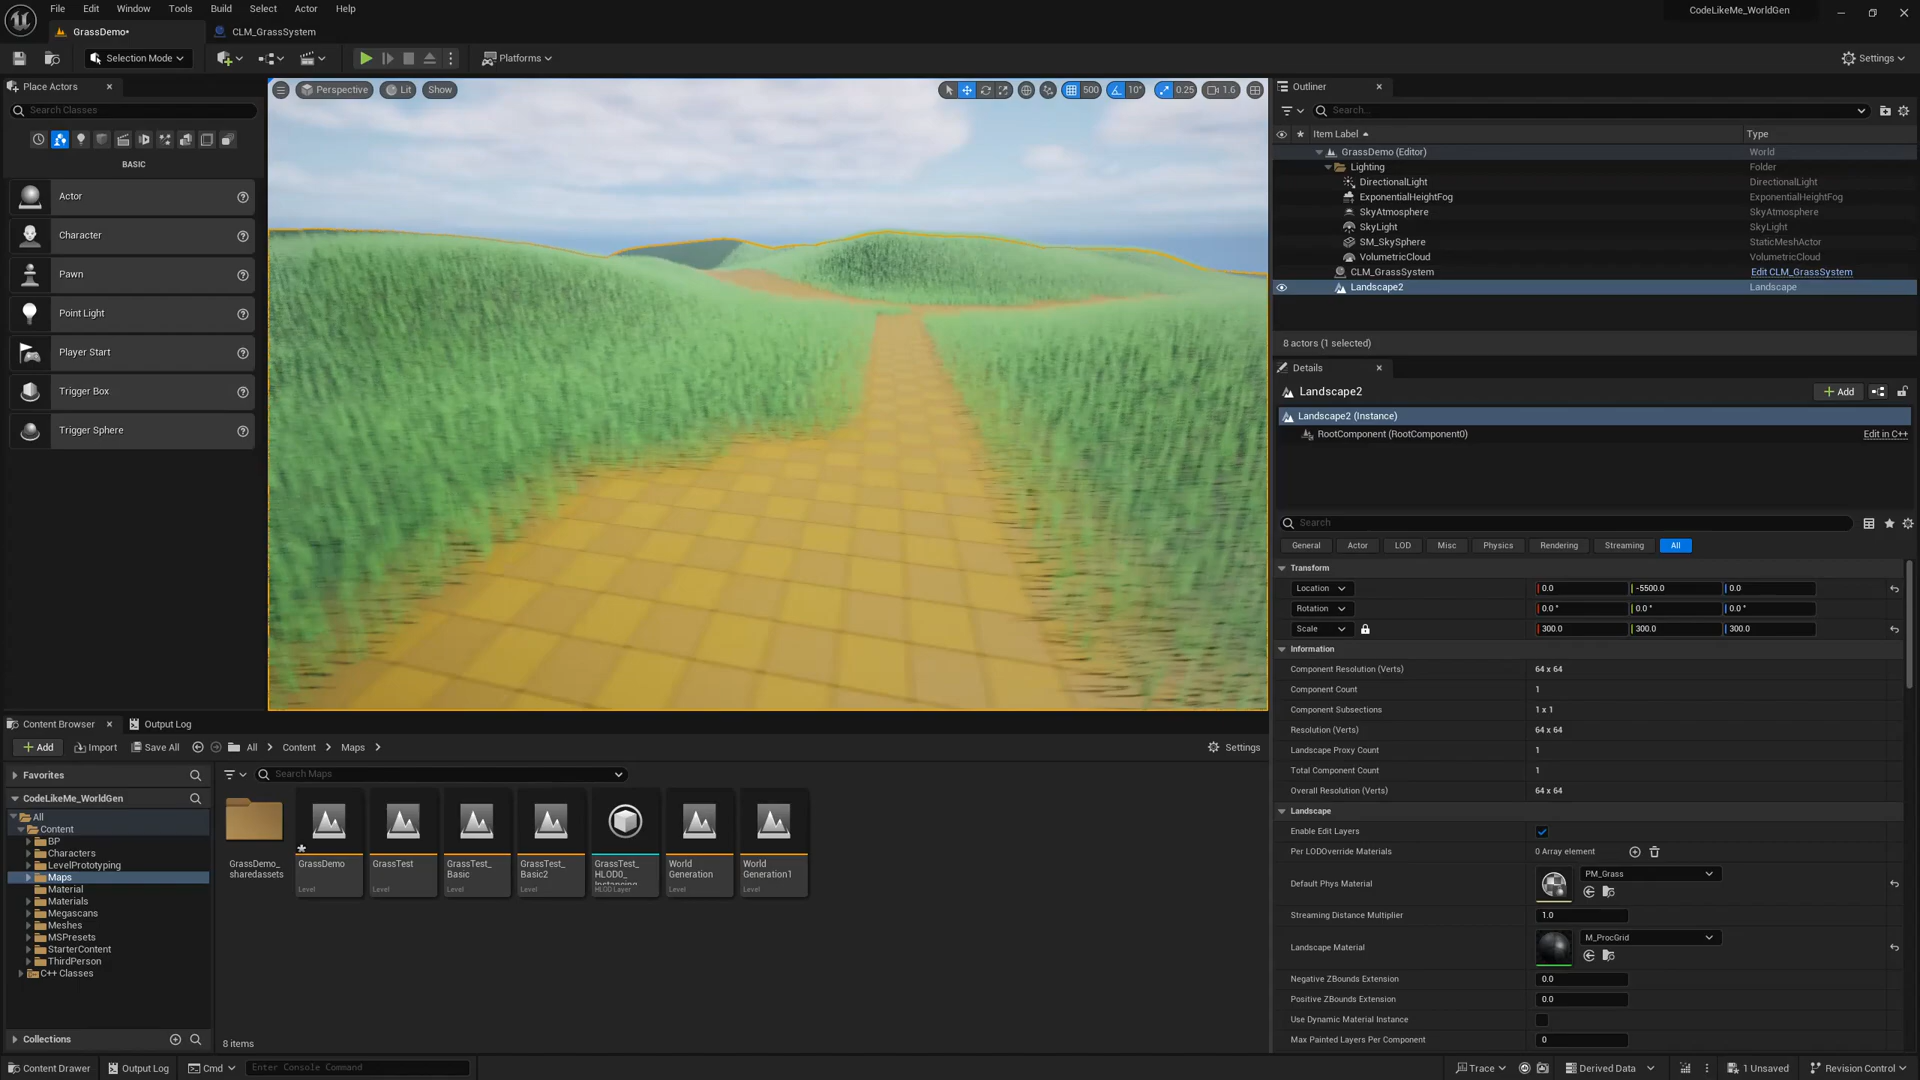 File Edit Window Tools Build Select Actor Help
CodeLikeMe_WorldGen
GrassDemo•
CLM_GrassSystem
Selection Mode
Platforms
Settings
Place Actors
Search Classes
BASIC
Actor
Character
Pawn
Point Light
Player Start
Trigger Box
Trigger Sphere
Perspective Lit Show
500 10° 0.25 1.6
Outliner
Search...
Item Label Type
GrassDemo (Editor) World
Lighting Folder
DirectionalLight DirectionalLight
ExponentialHeightFog ExponentialHeightFog
SkyAtmosphere SkyAtmosphere
SkyLight SkyLight
SM_SkySphere StaticMeshActor
VolumetricCloud VolumetricCloud
CLM_GrassSystem Edit CLM_GrassSystem
Landscape2 Landscape
8 actors (1 selected)
Details
Landscape2
Add
Landscape2 (Instance)
RootComponent (RootComponent0) Edit in C++
Search
General Actor LOD Misc Physics Rendering Streaming All
Transform
Location 0.0 -5500.0 0.0
Rotation 0.0 ° 0.0 ° 0.0 °
Scale 300.0 300.0 300.0
Information
Component Resolution (Verts) 64 x 64
Component Count 1
Component Subsections 1 x 1
Resolution (Verts) 64 x 64
Landscape Proxy Count 1
Total Component Count 1
Overall Resolution (Verts) 64 x 64
Landscape
Enable Edit Layers
Per LODOverride Materials 0 Array element
Default Phys Material PM_Grass
Streaming Distance Multiplier 1.0
Landscape Material M_ProcGrid
Negative ZBounds Extension 0.0
Positive ZBounds Extension 0.0
Use Dynamic Material Instance
Max Painted Layers Per Component 0
Content Browser Output Log
Add Import Save All All Content Maps Settings
Favorites
Search Maps
CodeLikeMe_WorldGen
All
Content
BP
Characters
LevelPrototyping
Maps
Material
Materials
Megascans
Meshes
MSPresets
StarterContent
ThirdPerson
C++ Classes
Collections
GrassDemo_
sharedassets
GrassDemo
Level
GrassTest
Level
GrassTest_
Basic
Level
GrassTest_
Basic2
Level
GrassTest_
HLOD0_
Instancing
HLOD Layer
World
Generation
Level
World
Generation1
Level
8 items
Content Drawer Output Log Cmd Enter Console Command
Trace Derived Data 1 Unsaved Revision Control